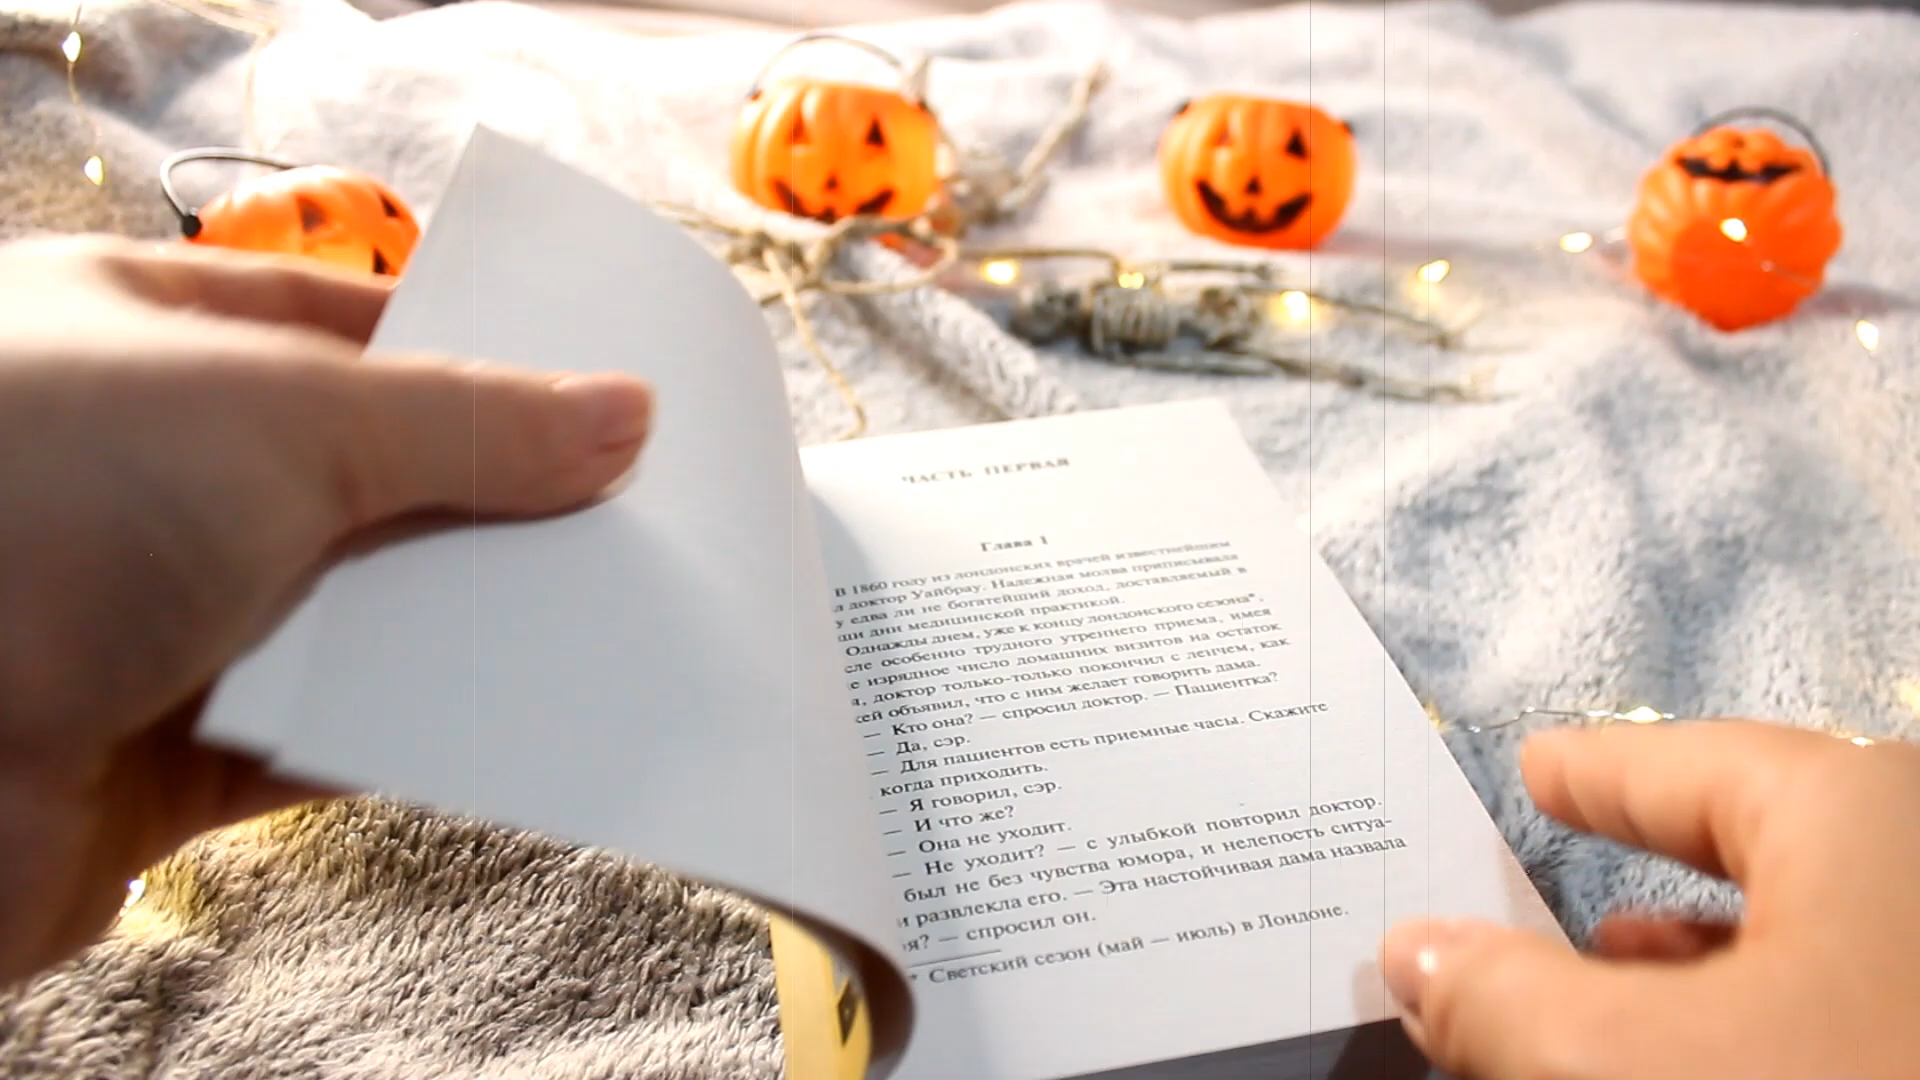 ЧАСТЬ ПЕРВАЯ
Глава 1
В 1860 году из лондонских врачей известнейшим
л доктор Уайбрау. Надежная молва приписывала
у едва ли не богатейший доход, доставляемый в
ши дни медицинской практикой.
Однажды днем, уже к концу лондонского сезона*,
сле особенно трудного утреннего приема, имея
е изрядное число домашних визитов на остаток
я, доктор только-только покончил с ленчем, как
кей объявил, что с ним желает говорить дама.
— Кто она? — спросил доктор. — Пациентка?
— Да, сэр.
— Для пациентов есть приемные часы. Скажите
когда приходить.
— Я говорил, сэр.
— И что же?
— Она не уходит.
— Не уходит? — с улыбкой повторил доктор.
был не без чувства юмора, и нелепость ситуа-
и развлекла его. — Эта настойчивая дама назвала
я? — спросил он.
* Светский сезон (май — июль) в Лондоне.